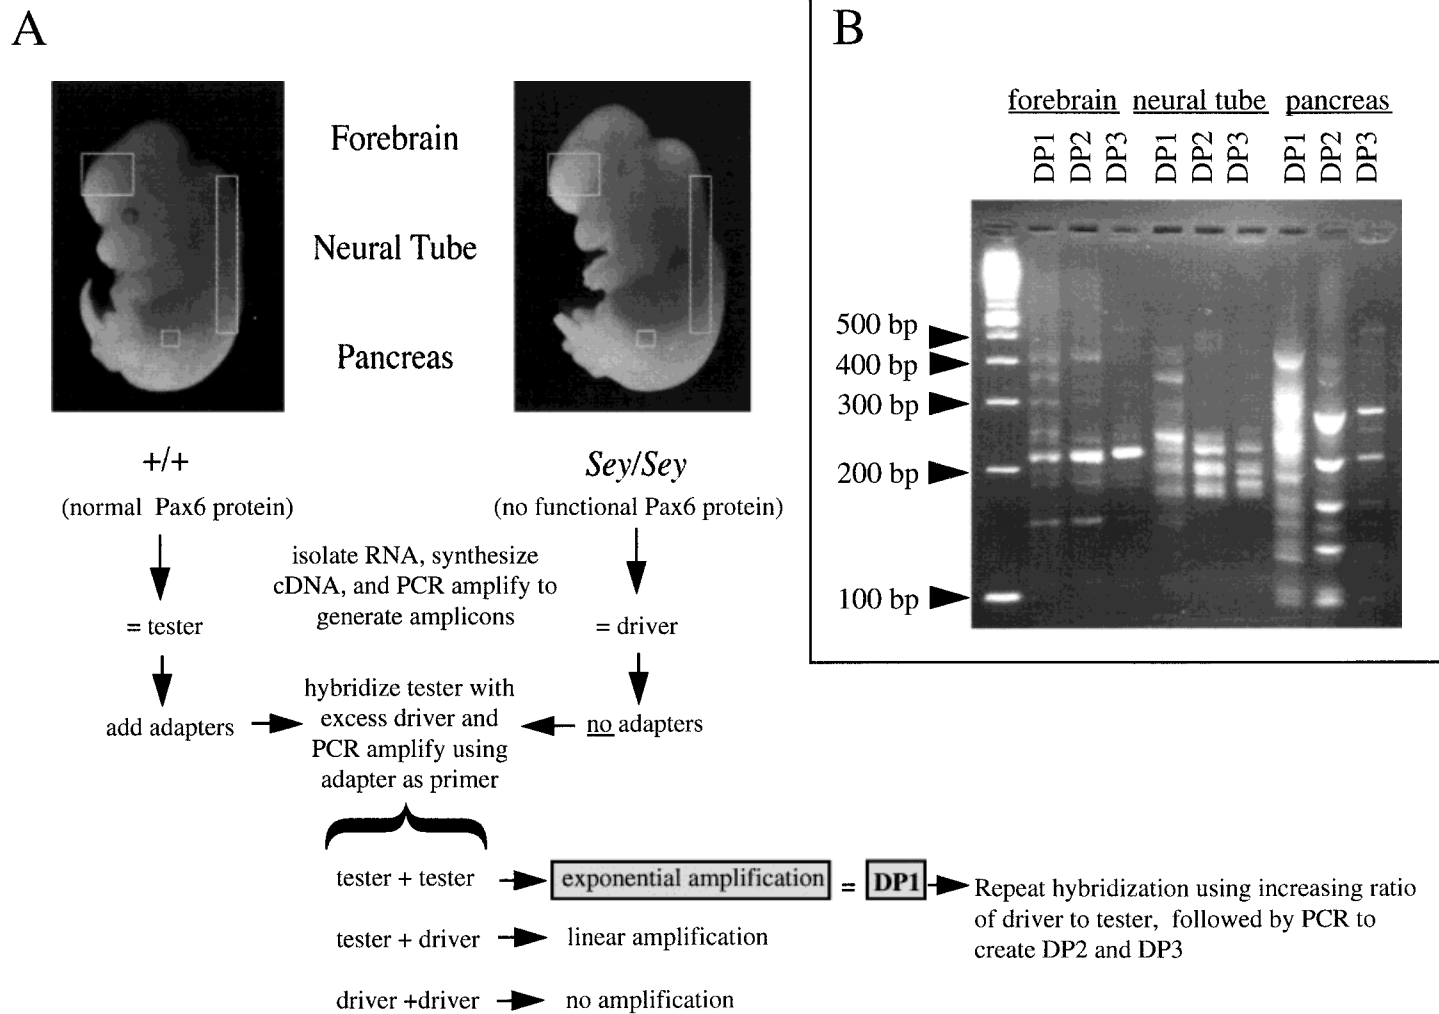 A
Forebrain
Neural Tube
Pancreas
+/+
Sey/Sey
(normal Pax6 protein)
(no functional Pax6 protein)
isolate RNA, synthesize
cDNA, and PCR amplify to
generate amplicons
= tester
= driver
add adapters
hybridize tester with
excess driver and
PCR amplify using
adapter as primer
no adapters
tester + tester
exponential amplification
=
DP1
Repeat hybridization using increasing ratio
of driver to tester, followed by PCR to
create DP2 and DP3
tester + driver
linear amplification
driver +driver
no amplification
B
forebrain neural tube pancreas
DP1 DP2 DP3 DP1 DP2 DP3 DP1 DP2 DP3
500 bp
400 bp
300 bp
200 bp
100 bp